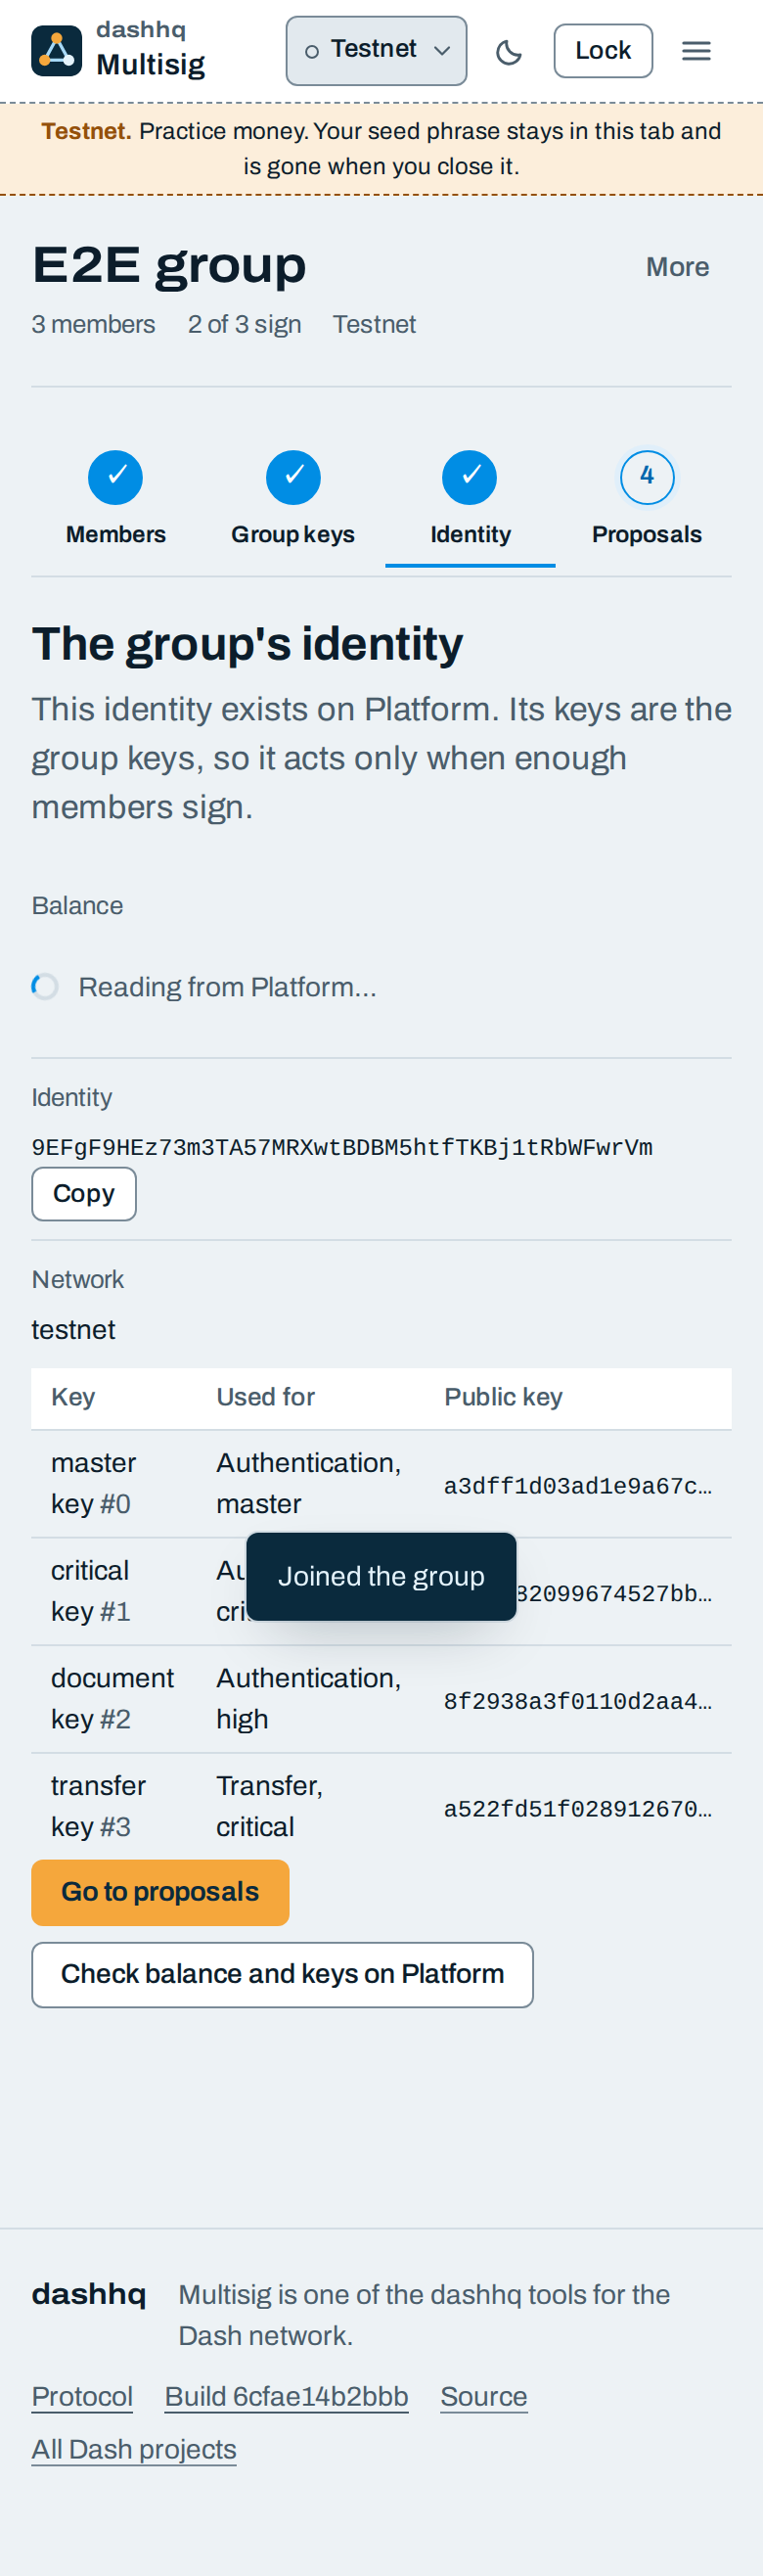 dashhq
Multisig
Testnet
Lock
Testnet. Practice money. Your seed phrase stays in this tab and
is gone when you close it.
E2E group
More
3 members 2 of 3 sign Testnet
4
Members Group keys Identity Proposals
The group's identity
This identity exists on Platform. Its keys are the
group keys, so it acts only when enough
members sign.
Balance
Reading from Platform...
Identity
9EFgF9HEz73m3TA57MRXwtBDBM5htfTKBj1tRbWFwrVm
Copy
Network
testnet
Key Used for Public key
master
key #0
Authentication,
master
a3dff1d03ad1e9a67c…
critical
key #1
Joined the group
82099674527bb…
document
key #2
Authentication,
high
8f2938a3f0110d2aa4…
transfer
key #3
Transfer,
critical
a522fd51f028912670…
Go to proposals
Check balance and keys on Platform
dashhq
Multisig is one of the dashhq tools for the
Dash network.
Protocol Build 6cfae14b2bbb Source
All Dash projects